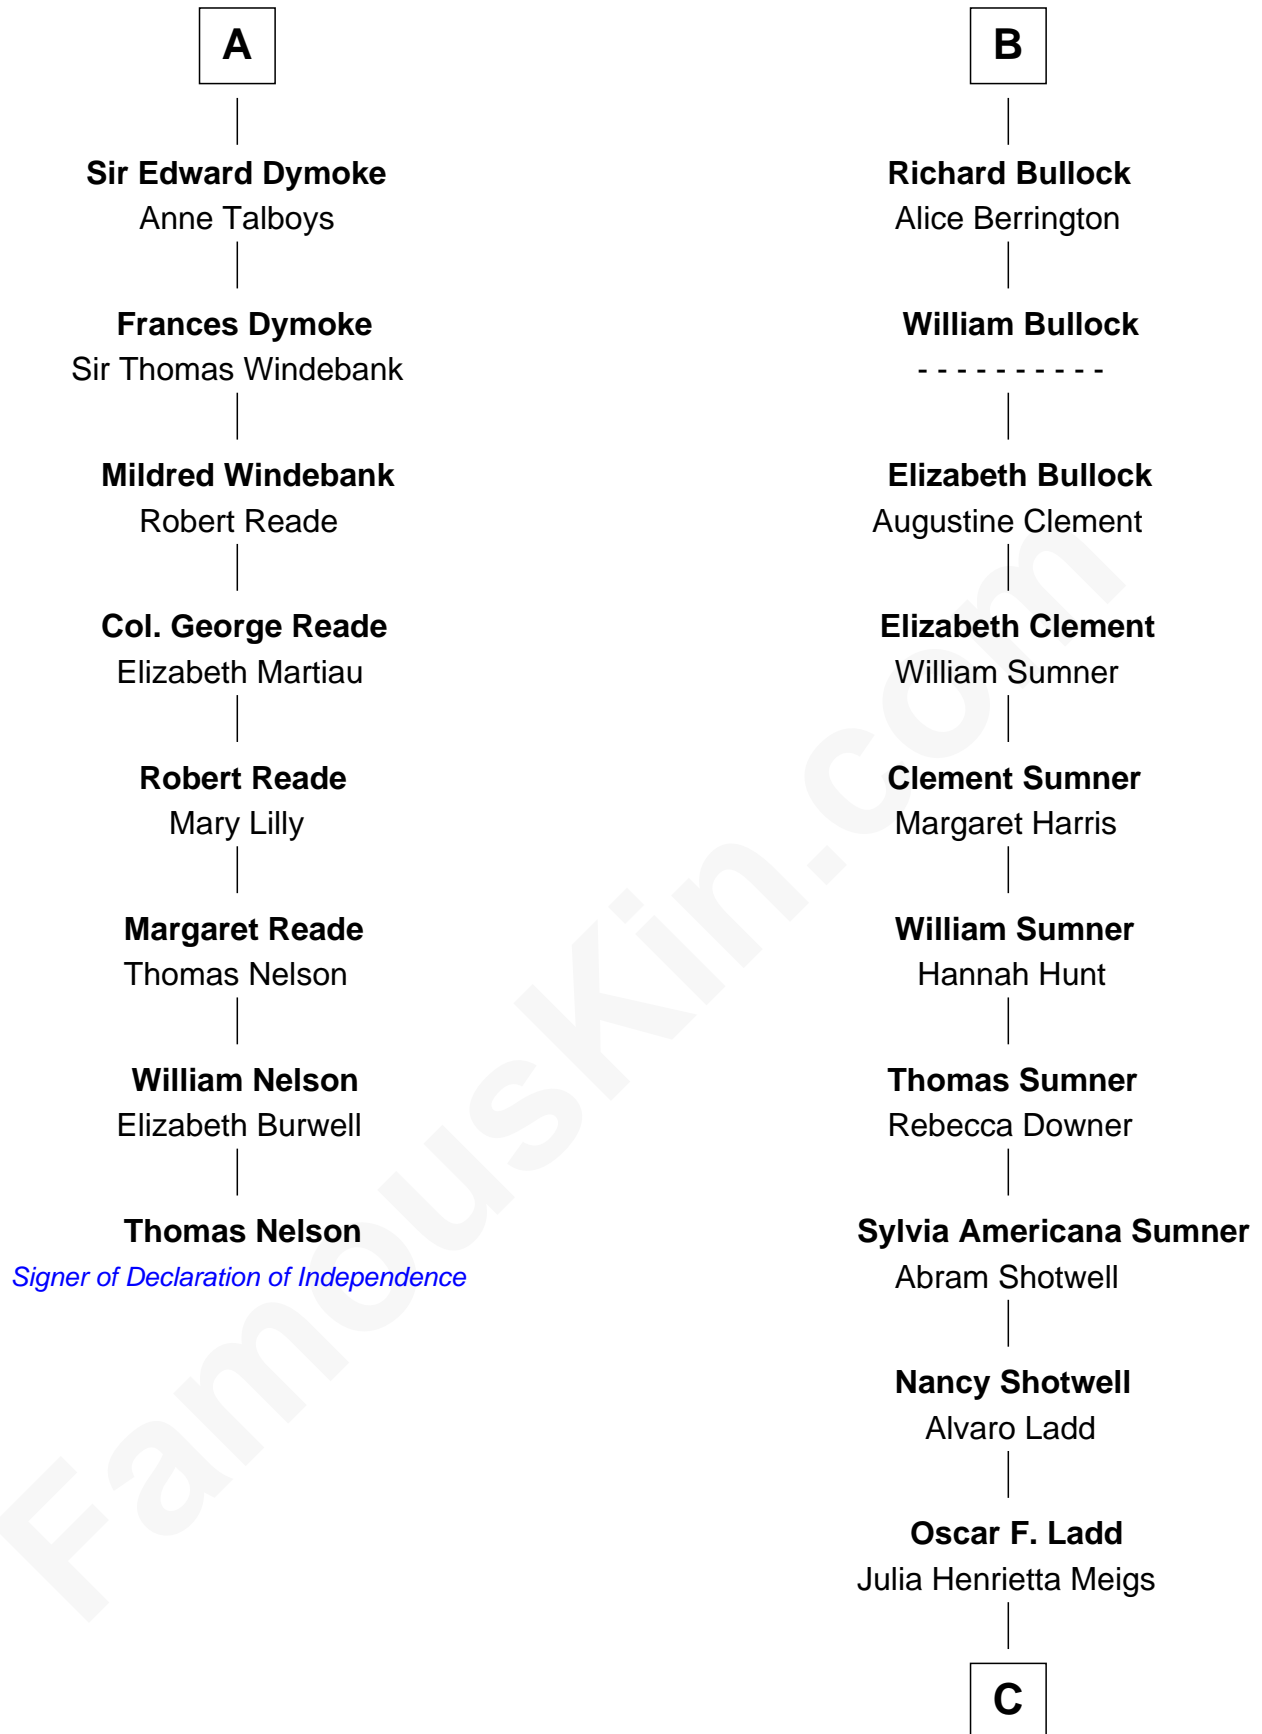 A
Sir Edward Dymoke
Anne Talboys
Frances Dymoke
Sir Thomas Windebank
Mildred Windebank
Robert Reade
Col. George Reade
Elizabeth Martiau
Robert Reade
Mary Lilly
Margaret Reade
Thomas Nelson
William Nelson
Elizabeth Burwell
Thomas Nelson
Signer of Declaration of Independence
B
Richard Bullock
Alice Berrington
William Bullock
- - - - - - - - - -
Elizabeth Bullock
Augustine Clement
Elizabeth Clement
William Sumner
Clement Sumner
Margaret Harris
William Sumner
Hannah Hunt
Thomas Sumner
Rebecca Downer
Sylvia Americana Sumner
Abram Shotwell
Nancy Shotwell
Alvaro Ladd
Oscar F. Ladd
Julia Henrietta Meigs
C
FamousKin.com